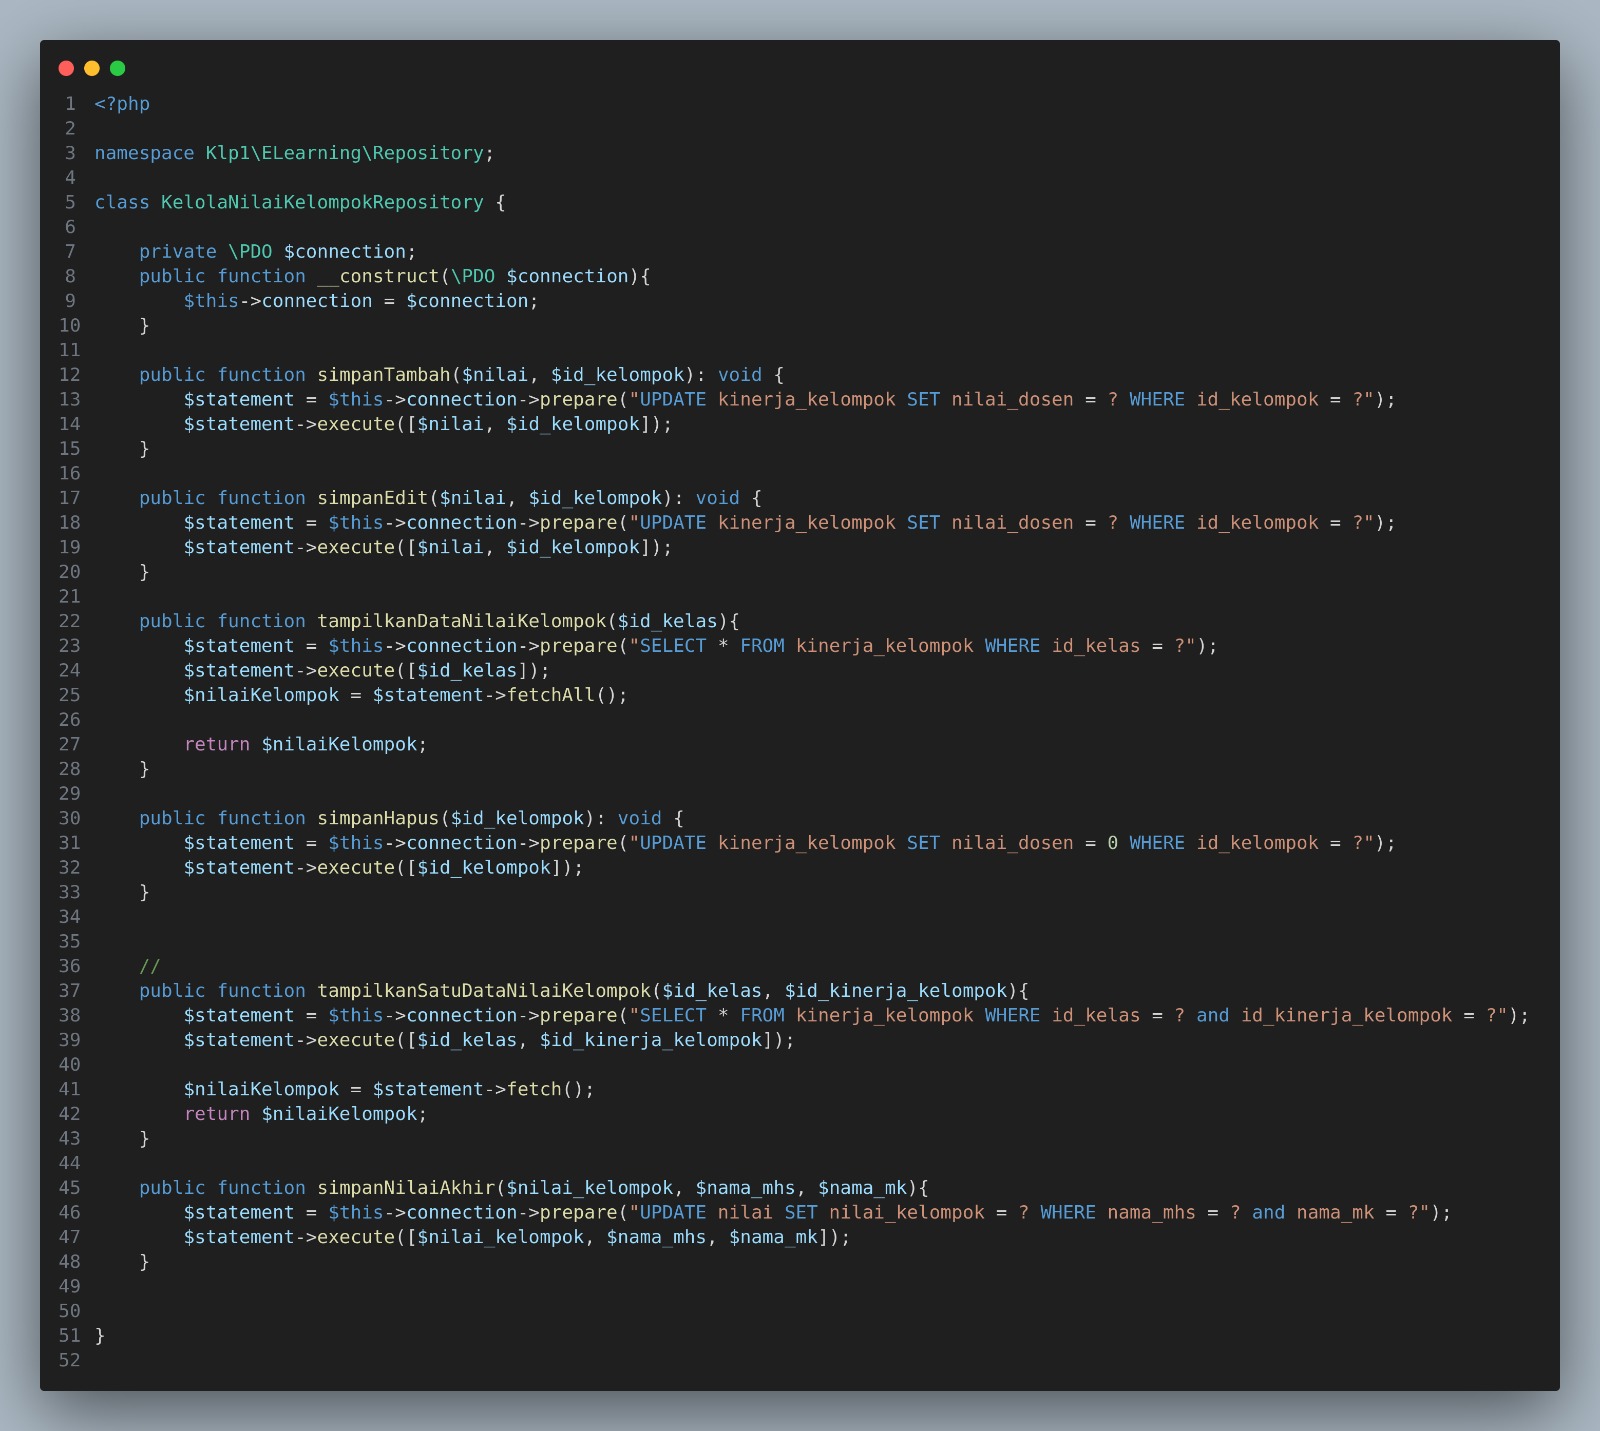 1 <?php
2
3 namespace Klp1\ELearning\Repository;
4
5 class KelolaNilaiKelompokRepository {
6
7     private \PDO $connection;
8     public function __construct(\PDO $connection){
9         $this->connection = $connection;
10     }
11
12     public function simpanTambah($nilai, $id_kelompok): void {
13         $statement = $this->connection->prepare("UPDATE kinerja_kelompok SET nilai_dosen = ? WHERE id_kelompok = ?");
14         $statement->execute([$nilai, $id_kelompok]);
15     }
16
17     public function simpanEdit($nilai, $id_kelompok): void {
18         $statement = $this->connection->prepare("UPDATE kinerja_kelompok SET nilai_dosen = ? WHERE id_kelompok = ?");
19         $statement->execute([$nilai, $id_kelompok]);
20     }
21
22     public function tampilkanDataNilaiKelompok($id_kelas){
23         $statement = $this->connection->prepare("SELECT * FROM kinerja_kelompok WHERE id_kelas = ?");
24         $statement->execute([$id_kelas]);
25         $nilaiKelompok = $statement->fetchAll();
26
27         return $nilaiKelompok;
28     }
29
30     public function simpanHapus($id_kelompok): void {
31         $statement = $this->connection->prepare("UPDATE kinerja_kelompok SET nilai_dosen = 0 WHERE id_kelompok = ?");
32         $statement->execute([$id_kelompok]);
33     }
34
35
36     //
37     public function tampilkanSatuDataNilaiKelompok($id_kelas, $id_kinerja_kelompok){
38         $statement = $this->connection->prepare("SELECT * FROM kinerja_kelompok WHERE id_kelas = ? and id_kinerja_kelompok = ?");
39         $statement->execute([$id_kelas, $id_kinerja_kelompok]);
40
41         $nilaiKelompok = $statement->fetch();
42         return $nilaiKelompok;
43     }
44
45     public function simpanNilaiAkhir($nilai_kelompok, $nama_mhs, $nama_mk){
46         $statement = $this->connection->prepare("UPDATE nilai SET nilai_kelompok = ? WHERE nama_mhs = ? and nama_mk = ?");
47         $statement->execute([$nilai_kelompok, $nama_mhs, $nama_mk]);
48     }
49
50
51 }
52